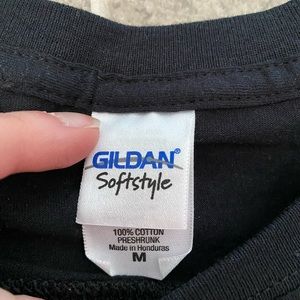 GILDAN®
Softstyle
100% COTTON
PRESHRUNK
Made in Honduras
M